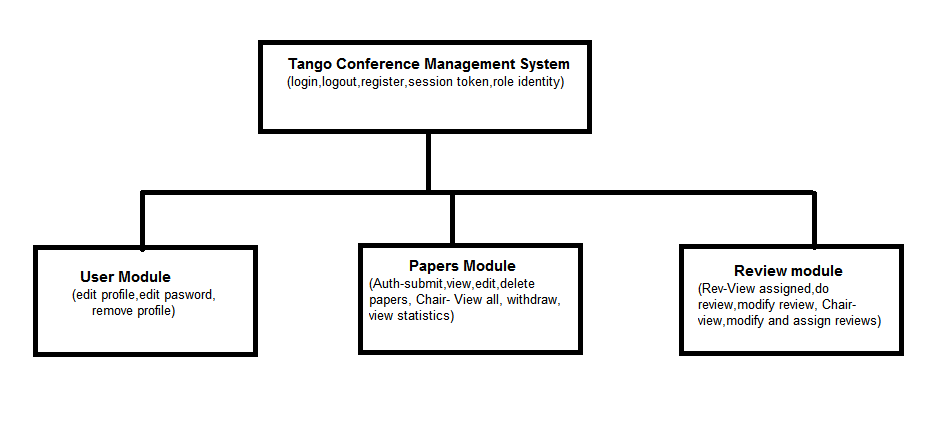 Tango Conference Management System
(login,logout,register,session token,role identity)
User Module
(edit profile,edit pasword,
remove profile)
Papers Module
(Auth-submit,view,edit,delete
papers, Chair- View all, withdraw,
view statistics)
Review module
(Rev-View assigned,do
review,modify review, Chair-
view,modify and assign reviews)